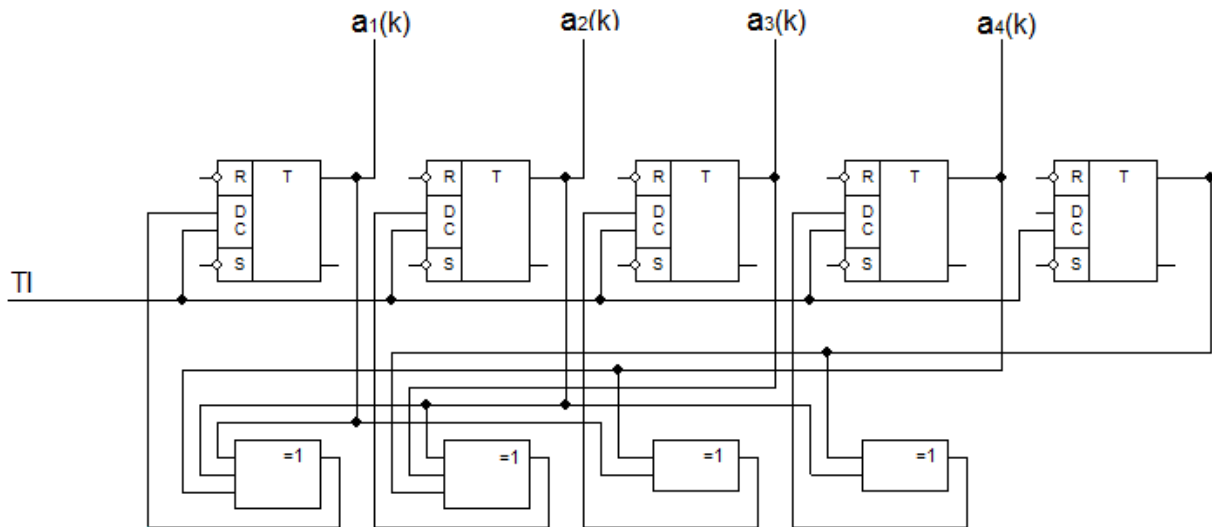 a1(k) a2(k) a3(k) a4(k)
R T R T R T R T R T
D D D D D
C C C C C
S S S S S
TI
=1 =1 =1 =1